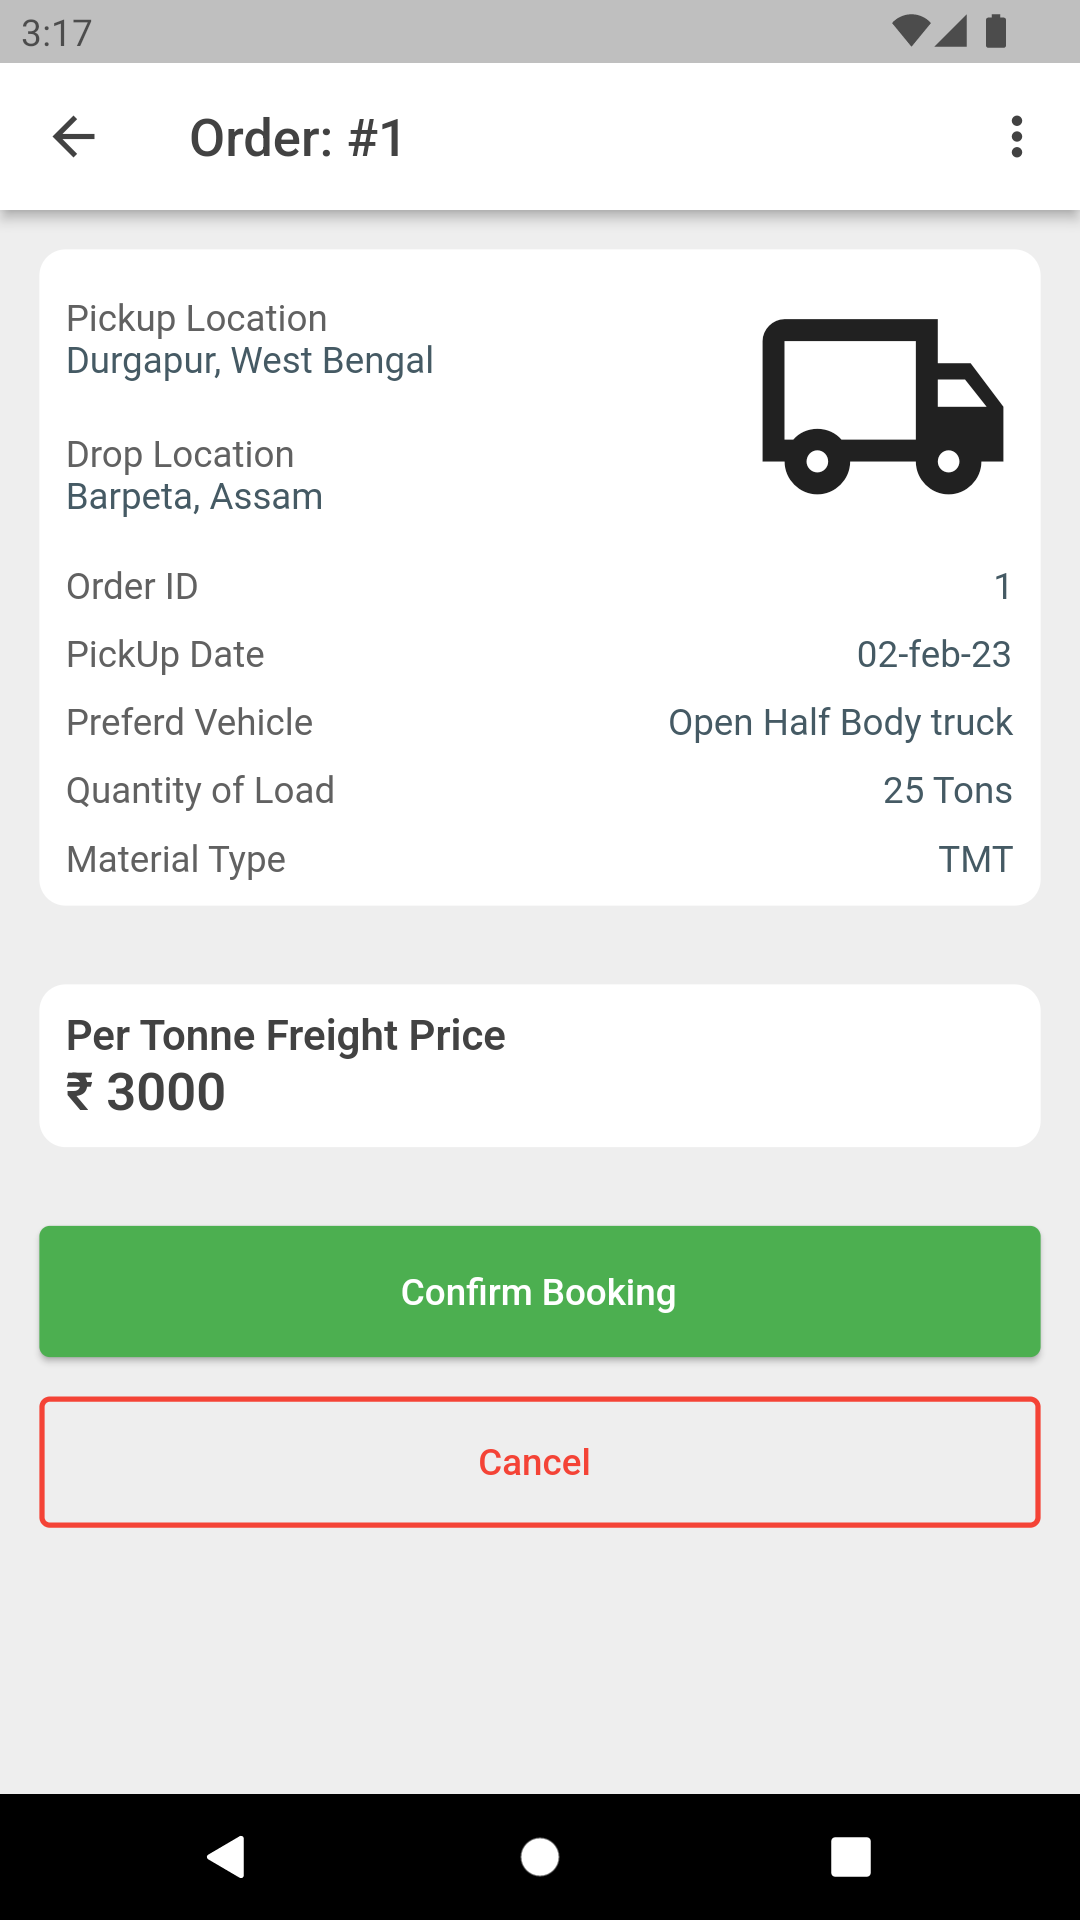 3:17
Order: #1
Pickup Location
Durgapur, West Bengal
Drop Location
Barpeta, Assam
Order ID 1
PickUp Date 02-feb-23
Preferd Vehicle Open Half Body truck
Quantity of Load 25 Tons
Material Type TMT
Per Tonne Freight Price
₹ 3000
Confirm Booking
Cancel